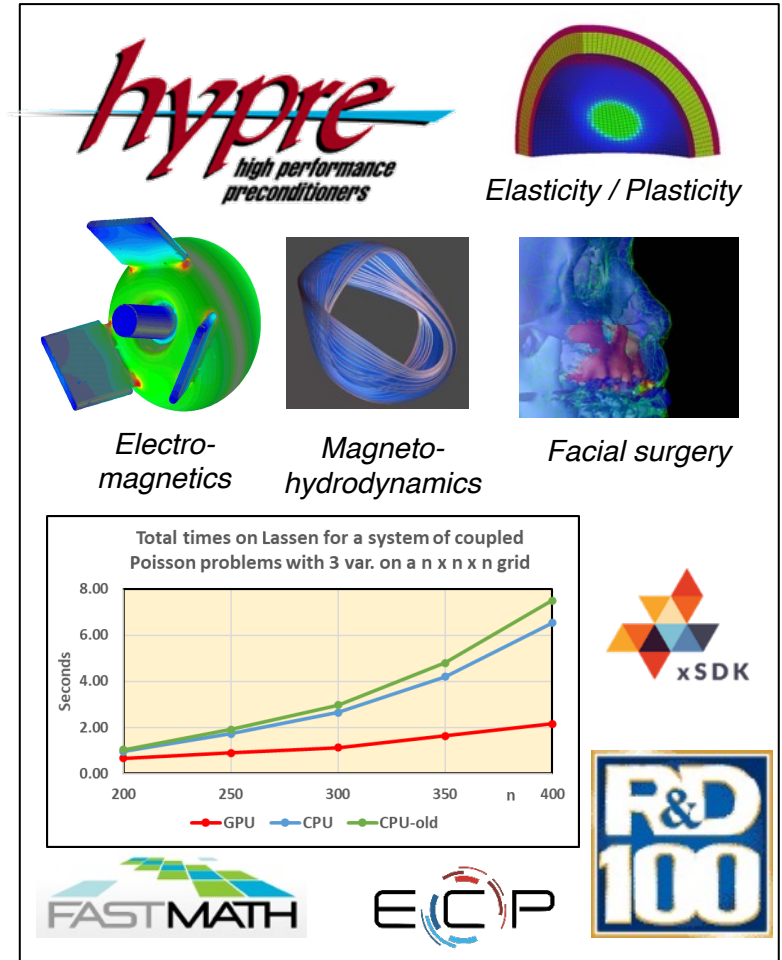 hypre
high performance
preconditioners
Elasticity / Plasticity
Electro-
magnetics
Magneto-
hydrodynamics
Facial surgery
Total times on Lassen for a system of coupled
Poisson problems with 3 var. on a n x n x n grid
8.00
6.00
4.00
2.00
0.00
Seconds
200 250 300 350 n 400
GPU CPU CPU-old
xSDK
R&D
100
FASTMATH
ECP